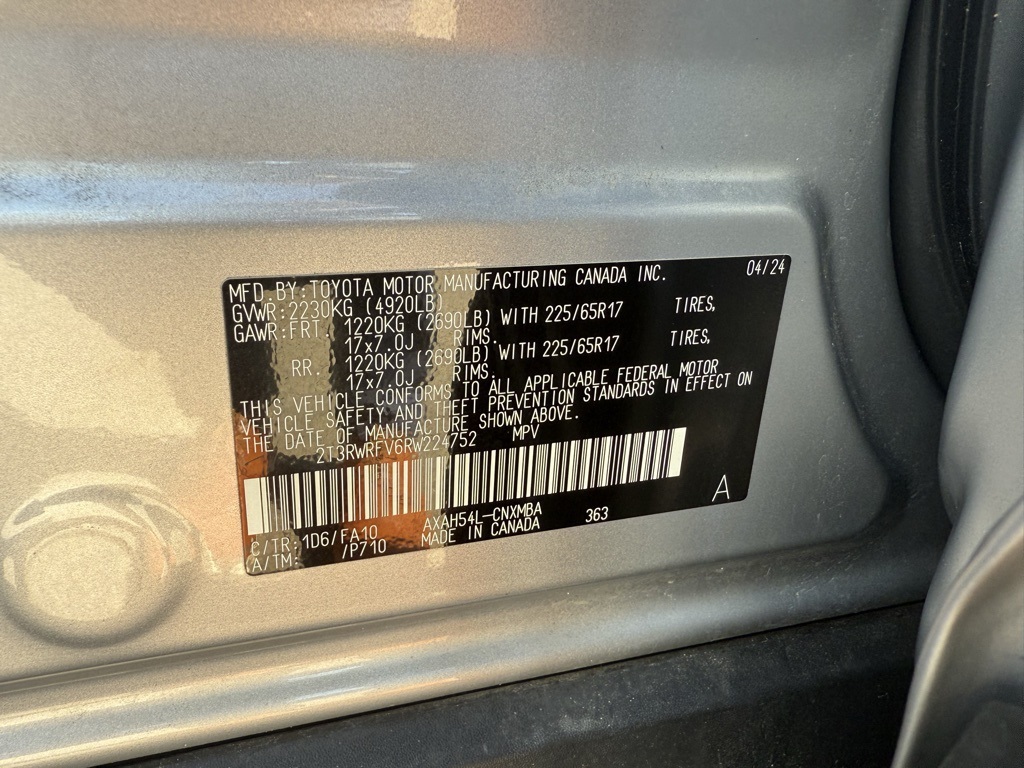 MFD.BY:TOYOTA MOTOR MANUFACTURING CANADA INC. 04/24
GVWR:2230KG (4920LB)
GAWR:FRT. 1220KG (2690LB) WITH 225/65R17 TIRES,
17x7.0J RIMS.
RR. 1220KG (2690LB) WITH 225/65R17 TIRES,
17x7.0J RIMS.
THIS VEHICLE CONFORMS TO ALL APPLICABLE FEDERAL MOTOR
VEHICLE SAFETY AND THEFT PREVENTION STANDARDS IN EFFECT ON
THE DATE OF MANUFACTURE SHOWN ABOVE.
2T3RWRFV6RW224752 MPV
A
C/TR:1D6/FA10 AXAH54L-CNXMBA 363
A/TM: /P710 MADE IN CANADA